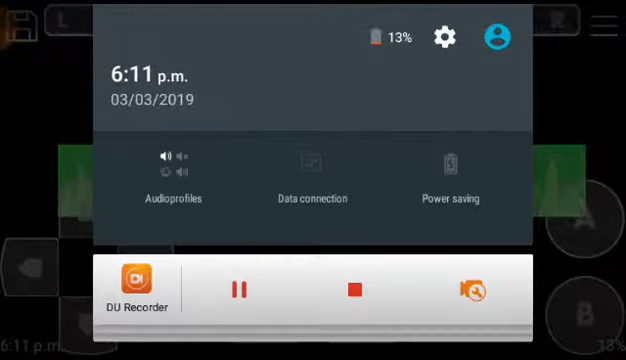 L
R
13%
6:11 p.m.
03/03/2019
Audioprofiles
Data connection
Power saving
A
DU Recorder
B
6:11 p.m.
13%